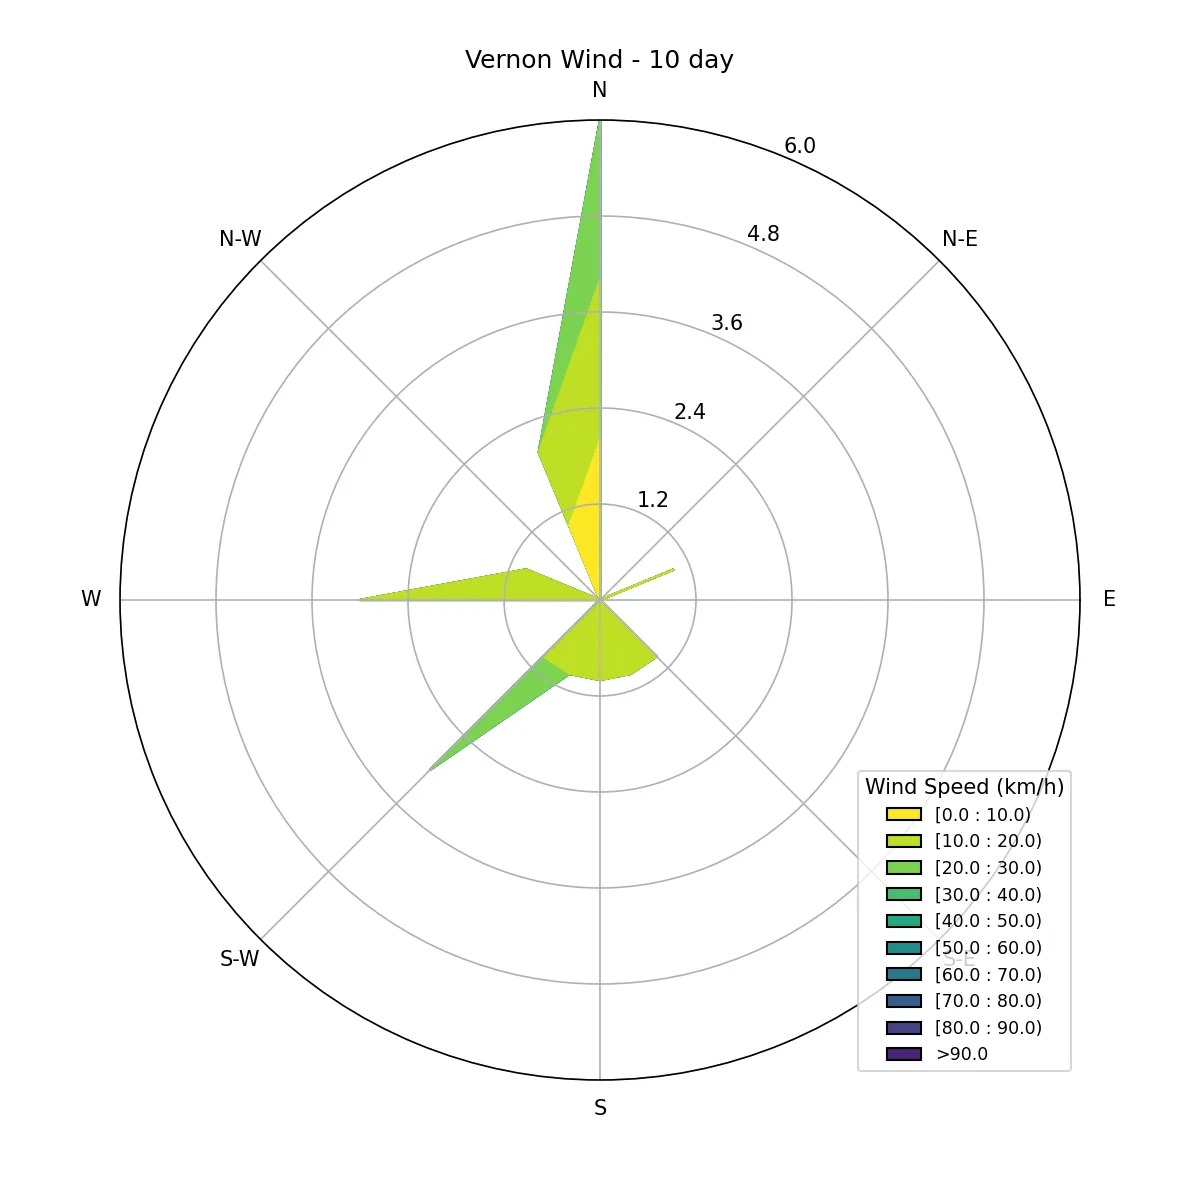 Vernon Wind - 10 day
N
6.0
N-W
4.8
N-E
3.6
2.4
1.2
W
E
S-W
S-E
S
Wind Speed (km/h)
[0.0 : 10.0)
[10.0 : 20.0)
[20.0 : 30.0)
[30.0 : 40.0)
[40.0 : 50.0)
[50.0 : 60.0)
[60.0 : 70.0)
[70.0 : 80.0)
[80.0 : 90.0)
>90.0